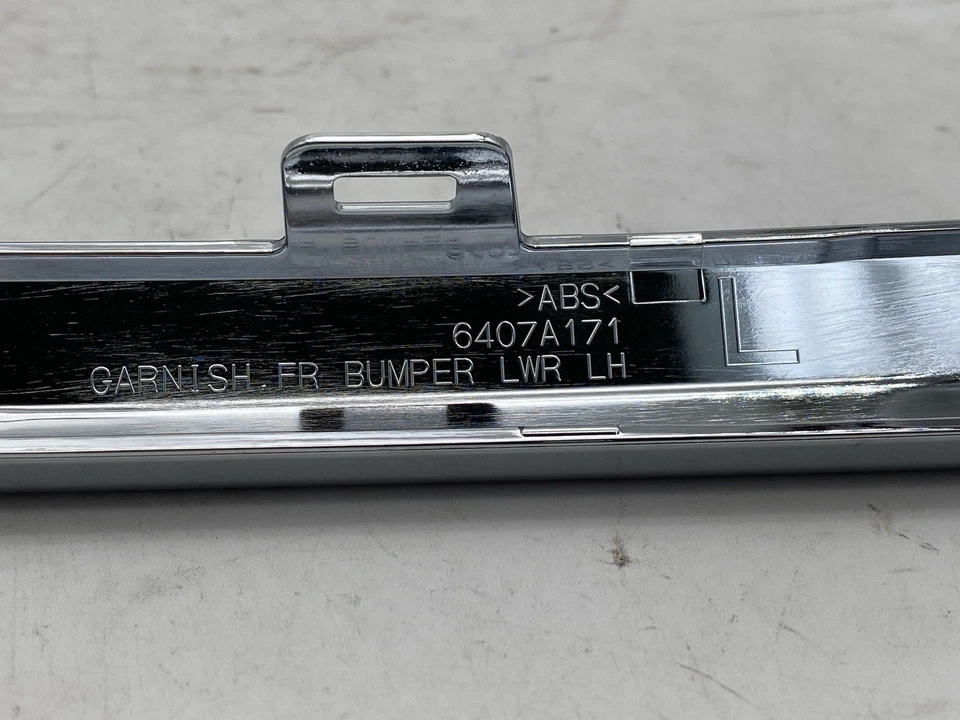 >ABS<
6407A171
GARNISH.FR BUMPER LWR LH
L